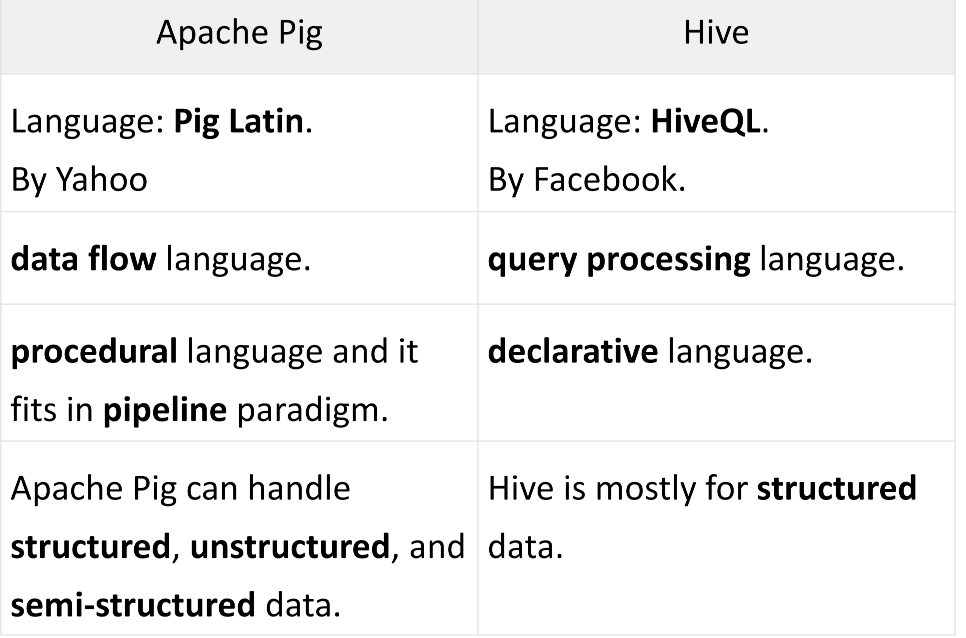 Apache Pig
Hive
Language: Pig Latin.
By Yahoo
Language: HiveQL.
By Facebook.
data flow language.
query processing language.
procedural language and it
fits in pipeline paradigm.
declarative language.
Apache Pig can handle
structured, unstructured, and
semi-structured data.
Hive is mostly for structured
data.